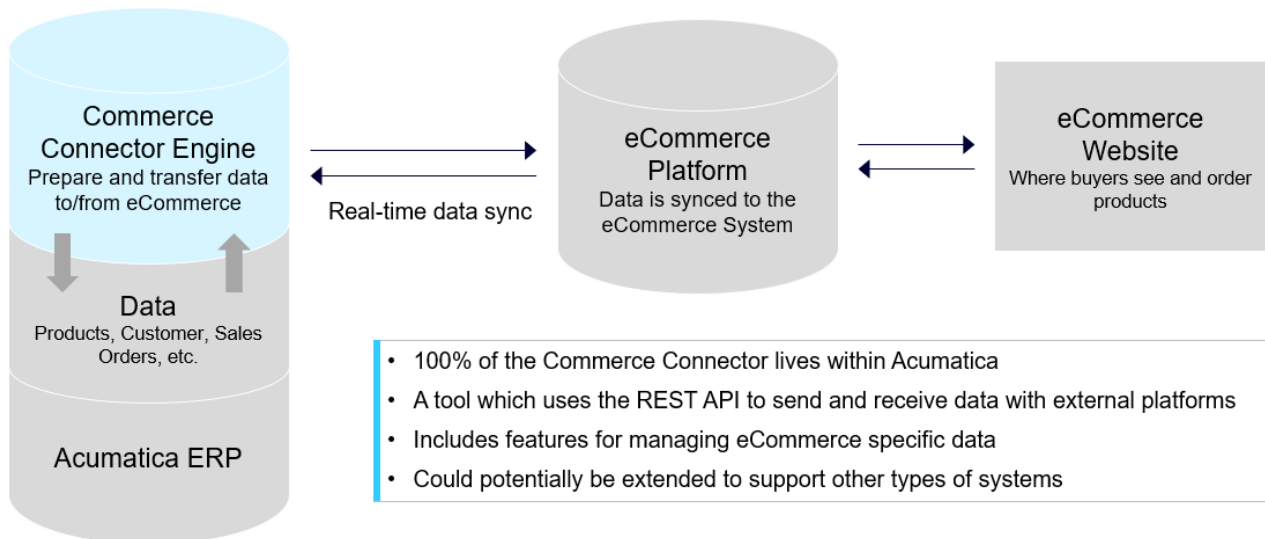 Commerce
Connector Engine
Prepare and transfer data
to/from eCommerce
Data
Products, Customer, Sales
Orders, etc.
Acumatica ERP
Real-time data sync
eCommerce
Platform
Data is synced to the
eCommerce System
eCommerce
Website
Where buyers see and order
products
• 100% of the Commerce Connector lives within Acumatica
• A tool which uses the REST API to send and receive data with external platforms
• Includes features for managing eCommerce specific data
• Could potentially be extended to support other types of systems